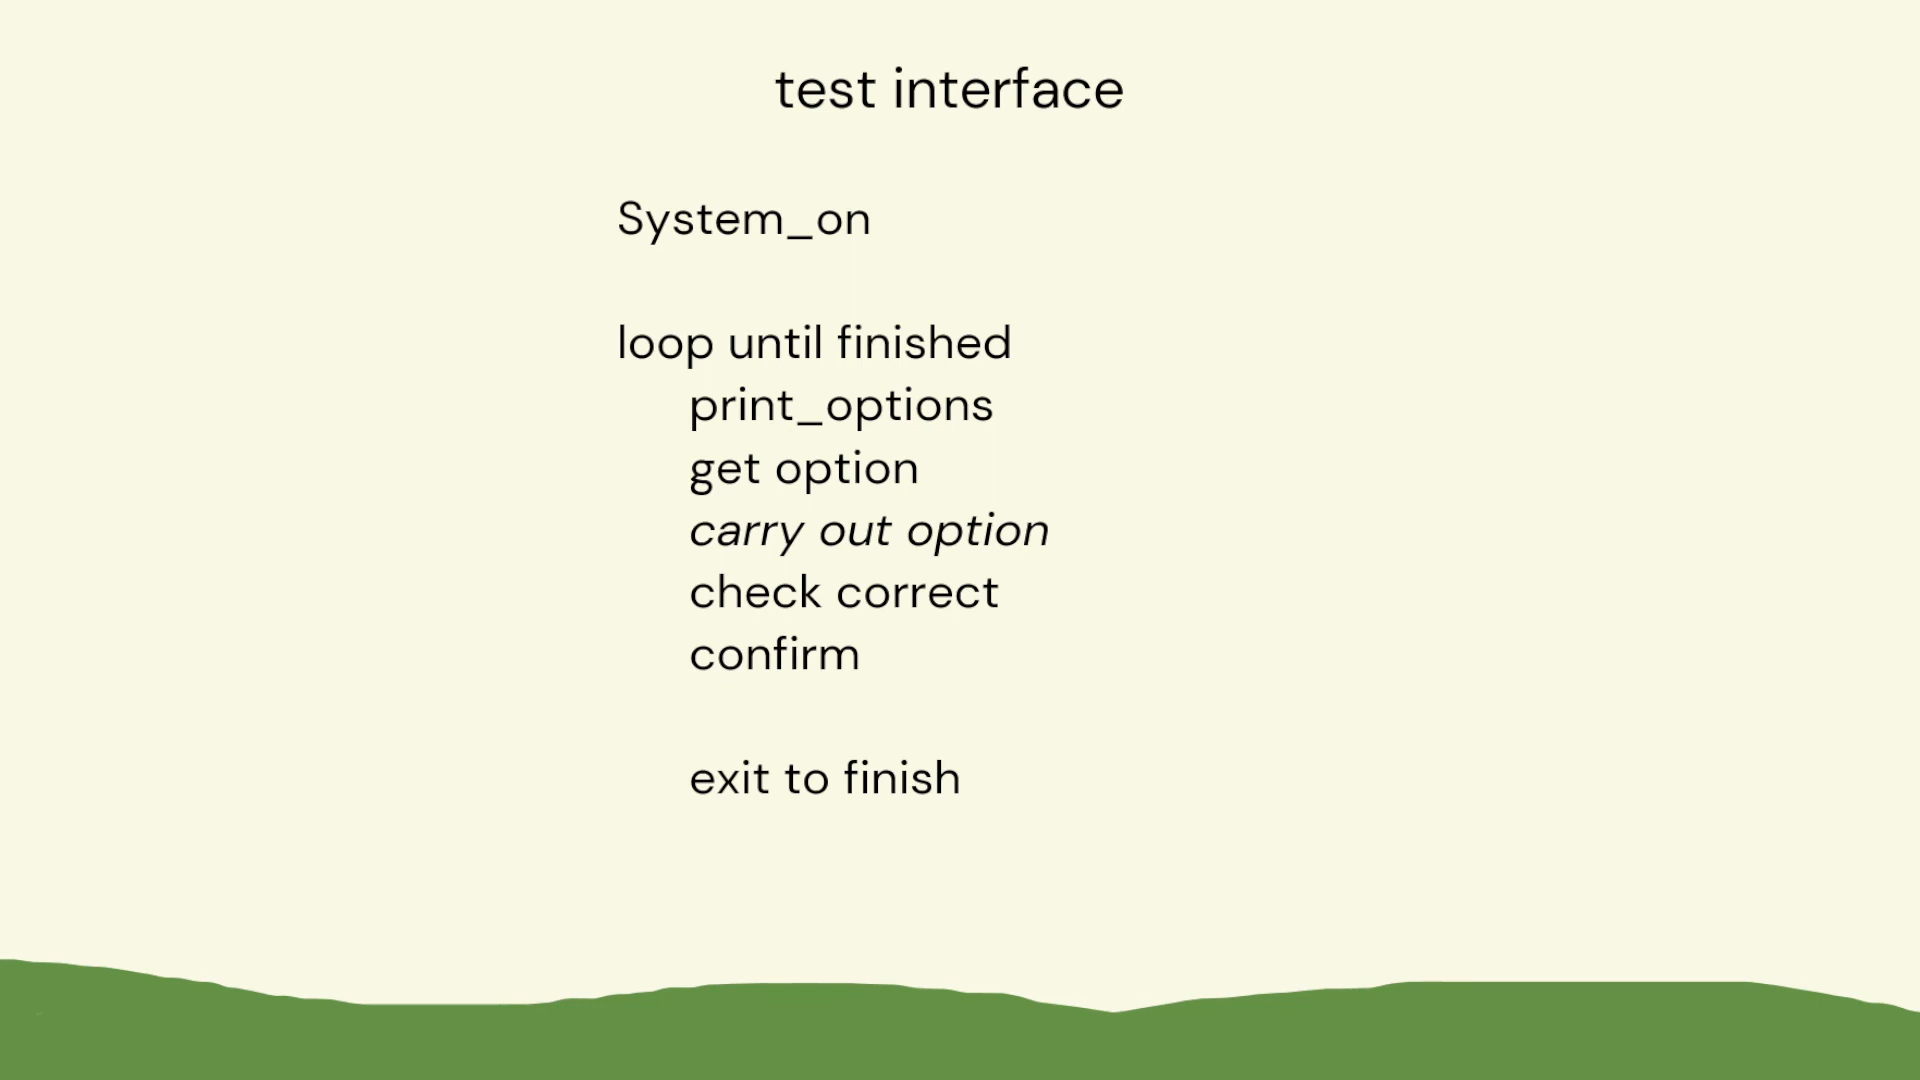 test interface
System_on
loop until finished
print_options
get option
carry out option
check correct
confirm
exit to finish